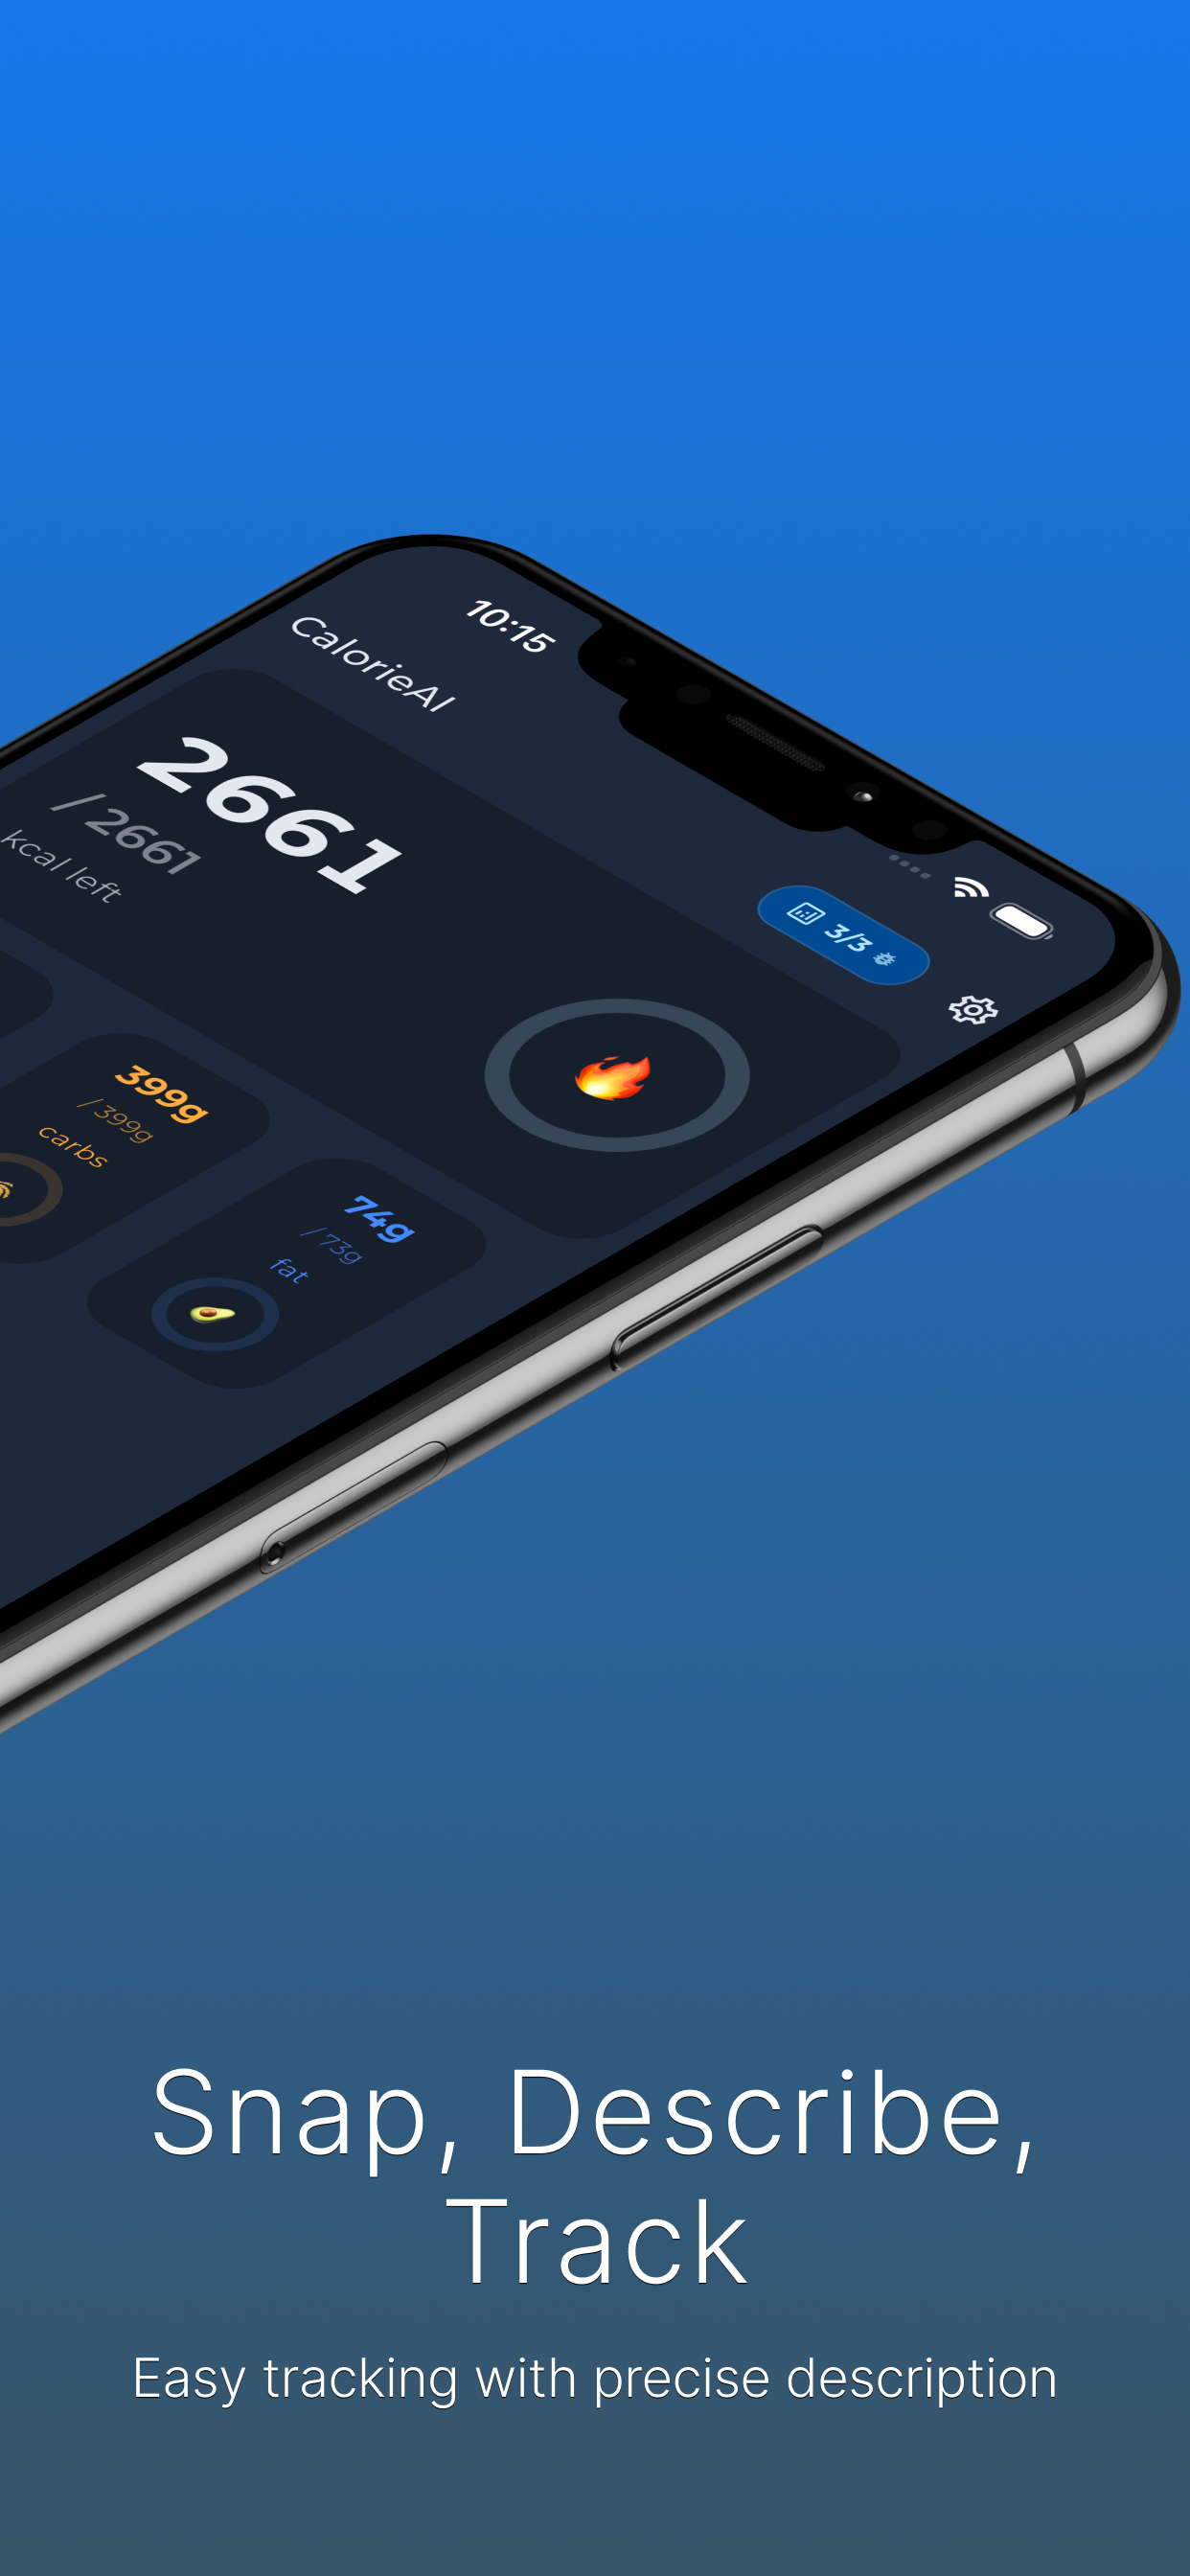 10:15
CalorieAI
3/3
2661
/ 2661
kcal left
399g
/ 399g
carbs
74g
/ 73g
fat
Snap, Describe,
Track
Easy tracking with precise description